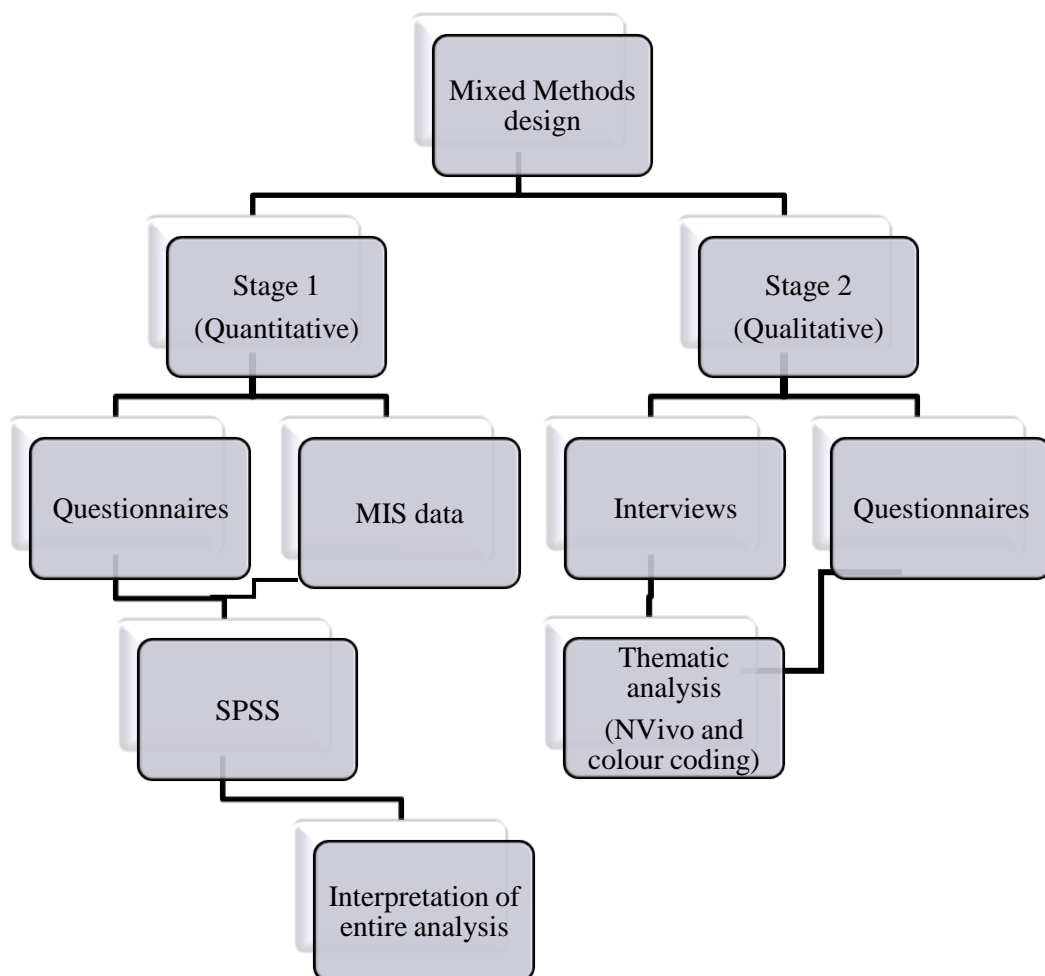 Mixed Methods
design
Stage 1
(Quantitative)
Stage 2
(Qualitative)
Questionnaires
MIS data
Interviews
Questionnaires
SPSS
Thematic
analysis
(NVivo and
colour coding)
Interpretation of
entire analysis